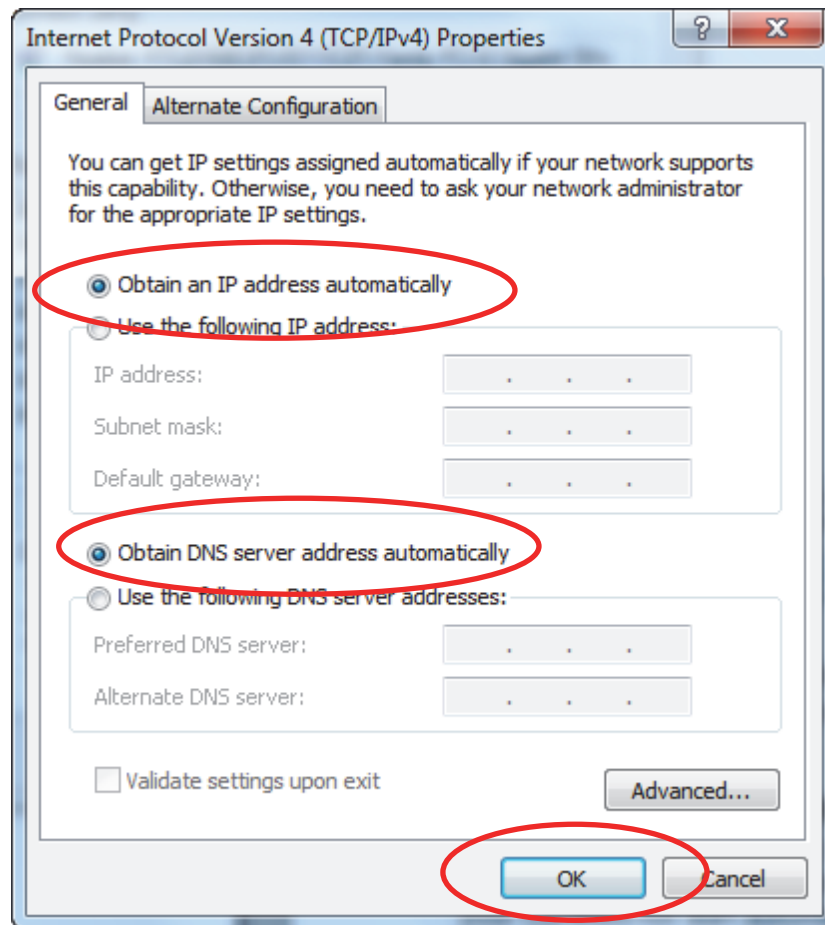 Internet Protocol Version 4 (TCP/IPv4) Properties
General
Alternate Configuration
You can get IP settings assigned automatically if your network supports
this capability. Otherwise, you need to ask your network administrator
for the appropriate IP settings.
Obtain an IP address automatically
Use the following IP address:
IP address:
Subnet mask:
Default gateway:
Obtain DNS server address automatically
Use the following DNS server addresses:
Preferred DNS server:
Alternate DNS server:
Validate settings upon exit
Advanced...
OK
Cancel